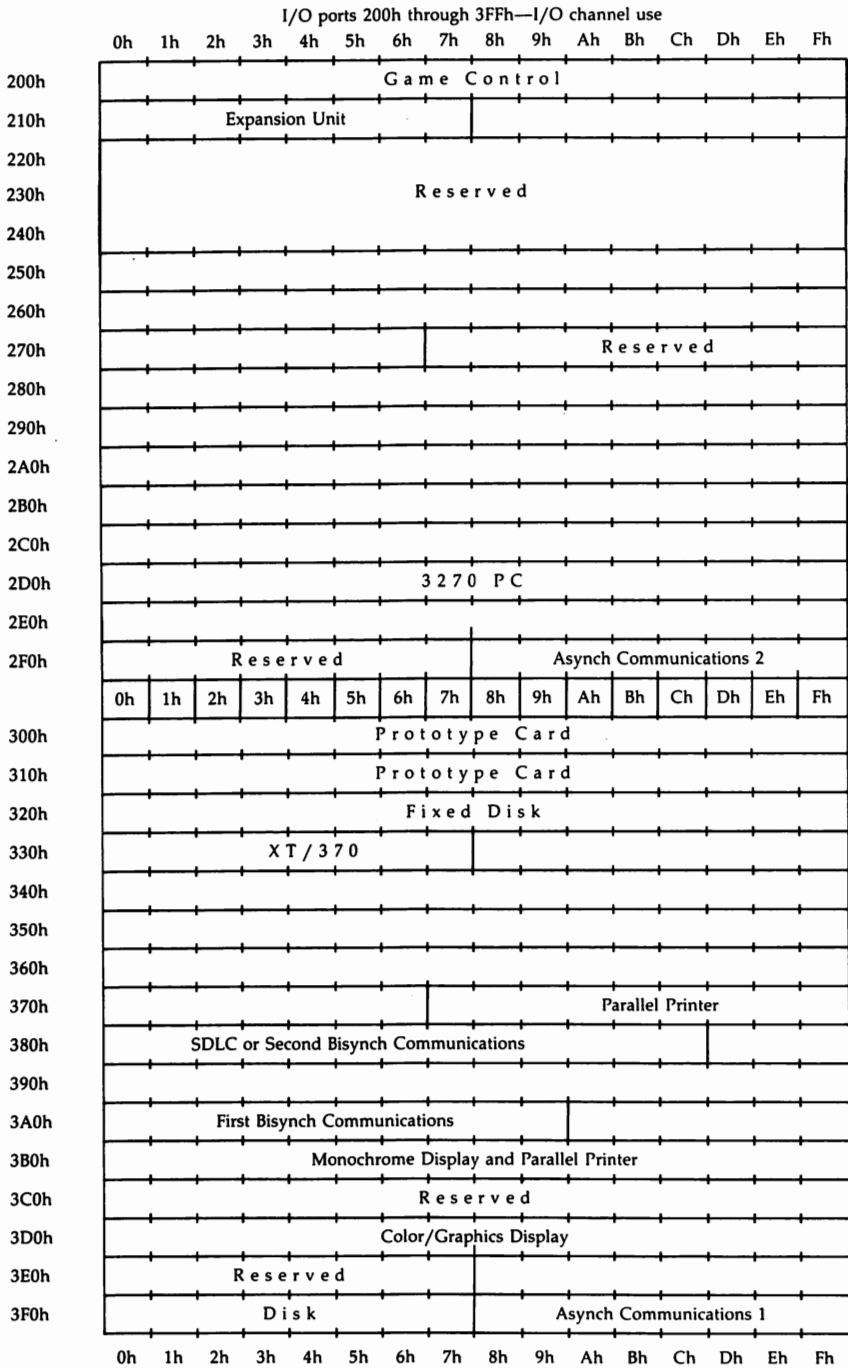 I/O ports 200h through 3FFh—I/O channel use
0h 1h 2h 3h 4h 5h 6h 7h 8h 9h Ah Bh Ch Dh Eh Fh
200h Game Control
210h Expansion Unit
220h
230h Reserved
240h
250h
260h
270h Reserved
280h
290h
2A0h
2B0h
2C0h
2D0h 3270 PC
2E0h
2F0h Reserved Asynch Communications 2
0h 1h 2h 3h 4h 5h 6h 7h 8h 9h Ah Bh Ch Dh Eh Fh
300h Prototype Card
310h Prototype Card
320h Fixed Disk
330h XT/370
340h
350h
360h
370h Parallel Printer
380h SDLC or Second Bisynch Communications
390h
3A0h First Bisynch Communications
3B0h Monochrome Display and Parallel Printer
3C0h Reserved
3D0h Color/Graphics Display
3E0h Reserved
3F0h Disk Asynch Communications 1
0h 1h 2h 3h 4h 5h 6h 7h 8h 9h Ah Bh Ch Dh Eh Fh